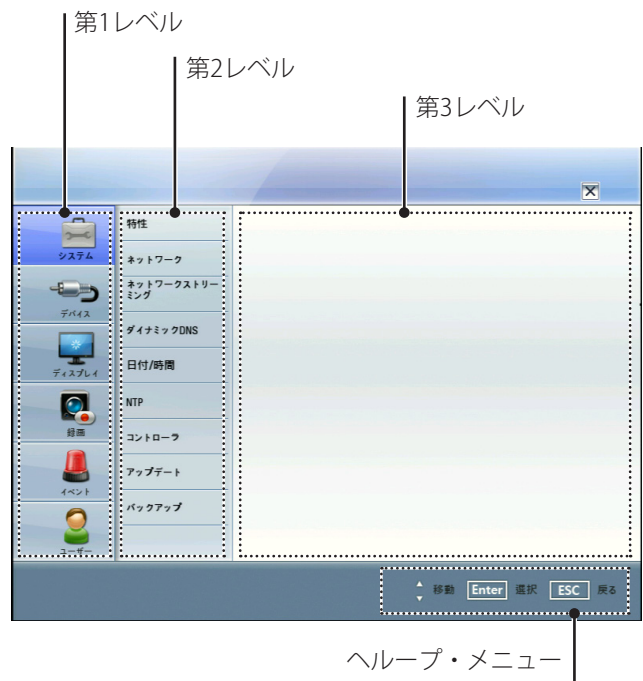 第1レベル
第2レベル
第3レベル
システム
デバイス
ディスプレイ
録画
イベント
ユーザー
特性
ネットワーク
ネットワークストリー
ミング
ダイナミックDNS
日付/時間
NTP
コントローラ
アップデート
バックアップ
移動 Enter 選択 ESC 戻る
ヘループ・メニュー